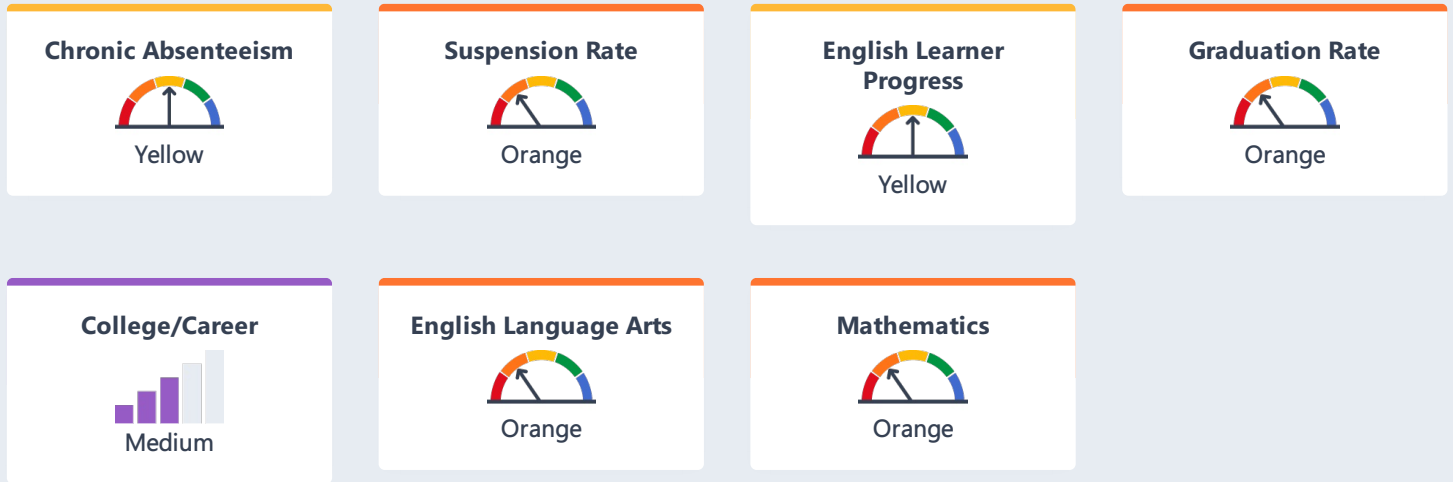 Chronic Absenteeism
Yellow
Suspension Rate
Orange
English Learner
Progress
Yellow
Graduation Rate
Orange
College/Career
Medium
English Language Arts
Orange
Mathematics
Orange